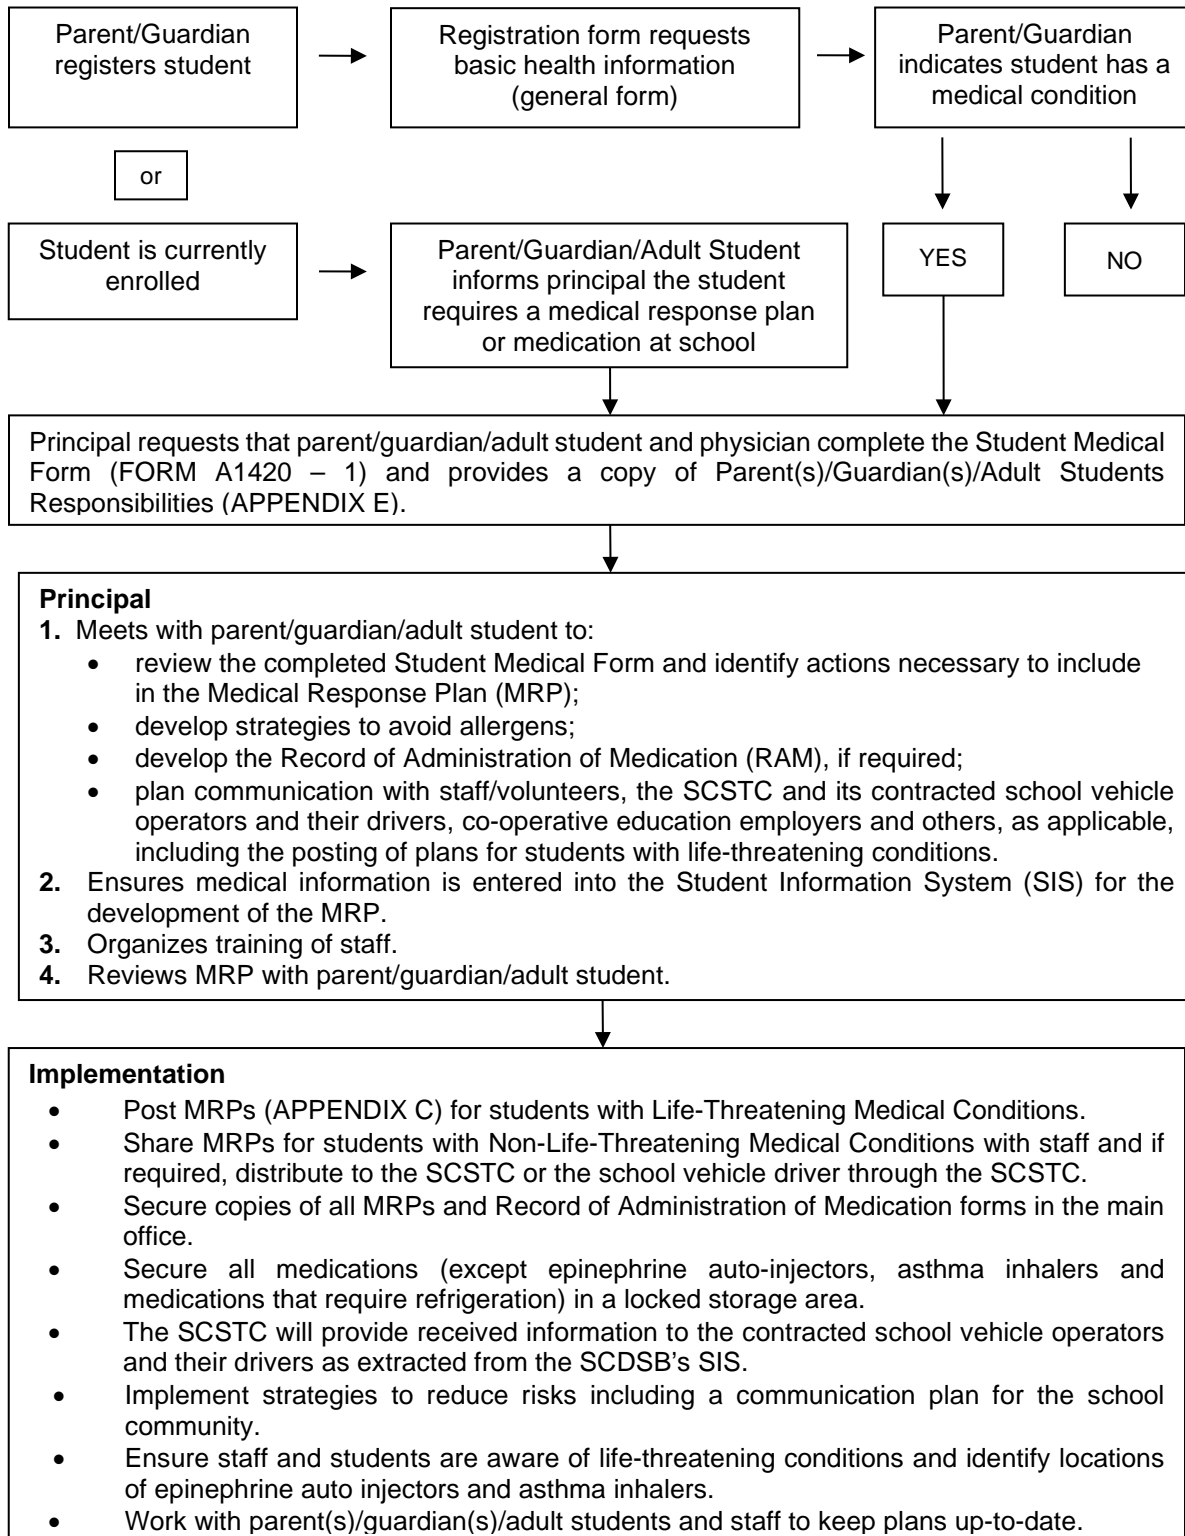 Parent/Guardian
registers student
Registration form requests
basic health information
(general form)
Parent/Guardian
indicates student has a
medical condition
or
Student is currently
enrolled
Parent/Guardian/Adult Student
informs principal the student
requires a medical response plan
or medication at school
YES
NO
Principal requests that parent/guardian/adult student and physician complete the Student Medical
Form (FORM A1420 – 1) and provides a copy of Parent(s)/Guardian(s)/Adult Students
Responsibilities (APPENDIX E).
Principal
1. Meets with parent/guardian/adult student to:
• review the completed Student Medical Form and identify actions necessary to include
in the Medical Response Plan (MRP);
• develop strategies to avoid allergens;
• develop the Record of Administration of Medication (RAM), if required;
• plan communication with staff/volunteers, the SCSTC and its contracted school vehicle
operators and their drivers, co-operative education employers and others, as applicable,
including the posting of plans for students with life-threatening conditions.
2. Ensures medical information is entered into the Student Information System (SIS) for the
development of the MRP.
3. Organizes training of staff.
4. Reviews MRP with parent/guardian/adult student.
Implementation
• Post MRPs (APPENDIX C) for students with Life-Threatening Medical Conditions.
• Share MRPs for students with Non-Life-Threatening Medical Conditions with staff and if
required, distribute to the SCSTC or the school vehicle driver through the SCSTC.
• Secure copies of all MRPs and Record of Administration of Medication forms in the main
office.
• Secure all medications (except epinephrine auto-injectors, asthma inhalers and
medications that require refrigeration) in a locked storage area.
• The SCSTC will provide received information to the contracted school vehicle operators
and their drivers as extracted from the SCDSB's SIS.
• Implement strategies to reduce risks including a communication plan for the school
community.
• Ensure staff and students are aware of life-threatening conditions and identify locations
of epinephrine auto injectors and asthma inhalers.
• Work with parent(s)/guardian(s)/adult students and staff to keep plans up-to-date.